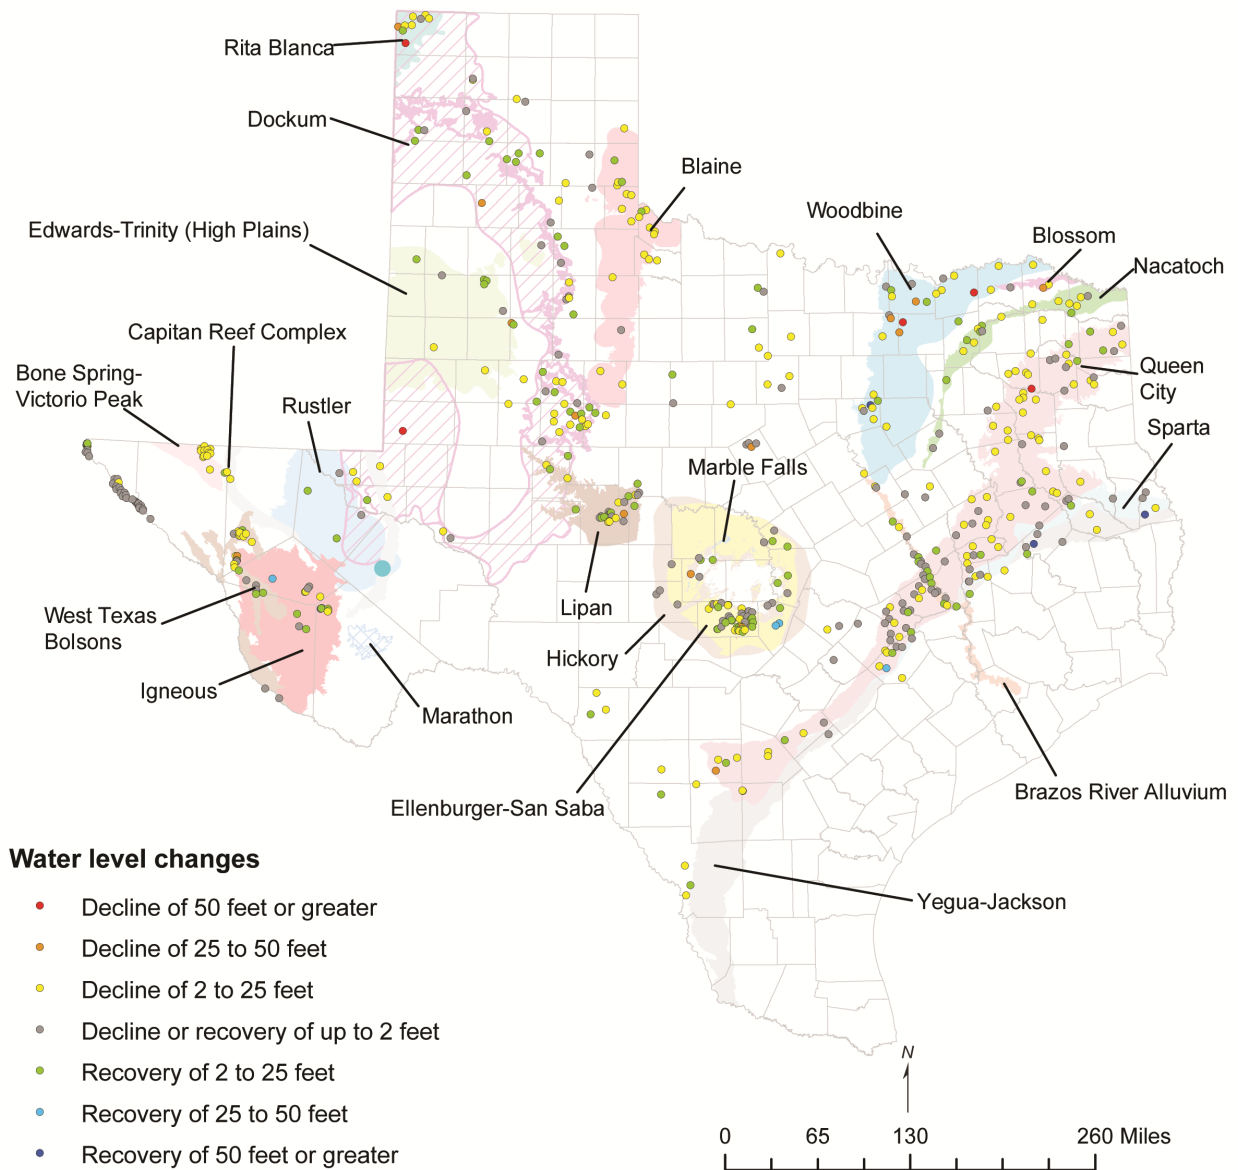 Rita Blanca
Dockum
Blaine
Woodbine
Edwards-Trinity (High Plains)
Blossom
Nacatoch
Capitan Reef Complex
Bone Spring-
Victorio Peak
Rustler
Queen
City
Sparta
Marble Falls
West Texas
Bolsons
Lipan
Hickory
Igneous
Marathon
Ellenburger-San Saba
Brazos River Alluvium
Yegua-Jackson
Water level changes
Decline of 50 feet or greater
Decline of 25 to 50 feet
Decline of 2 to 25 feet
Decline or recovery of up to 2 feet
Recovery of 2 to 25 feet
Recovery of 25 to 50 feet
Recovery of 50 feet or greater
N
0 65 130 260 Miles